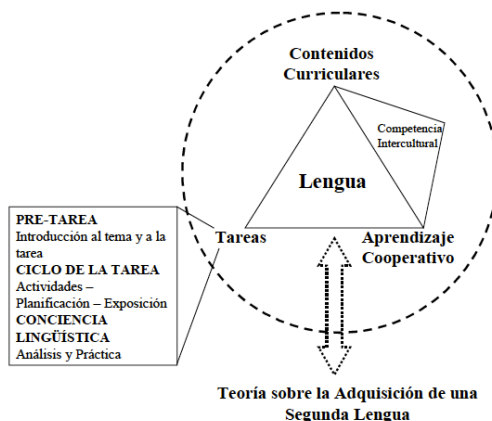 Contenidos
Curriculares
Competencia
Intercultural
Lengua
PRE-TAREA
Introducción al tema y a la
tarea
CICLO DE LA TAREA
Actividades –
Planificación – Exposición
CONCIENCIA
LINGÜÍSTICA
Análisis y Práctica
Tareas
Aprendizaje
Cooperativo
Teoría sobre la Adquisición de una
Segunda Lengua